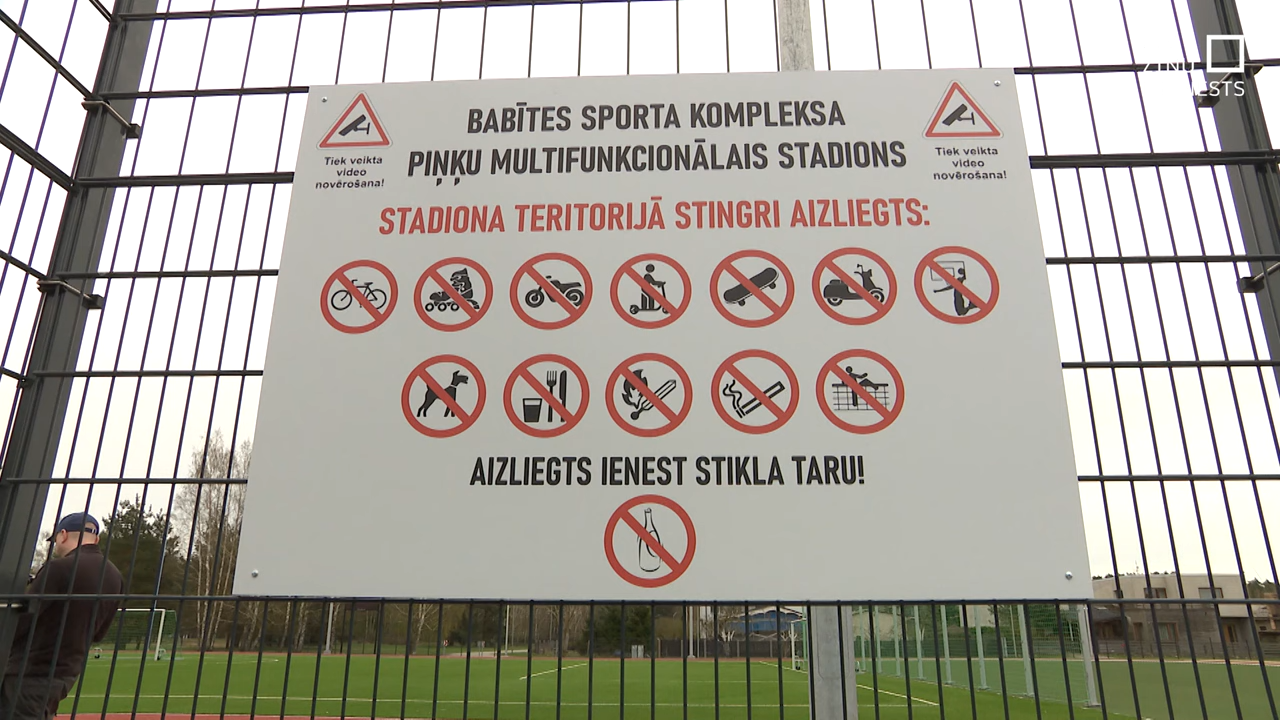 BABĪTES SPORTA KOMPLEKSA
PIŅĶU MULTIFUNKCIONĀLAIS STADIONS
Tiek veikta
video
novērošana!
Tiek veikta
video
novērošana!
STADIONA TERITORIJĀ STINGRI AIZLIEGTS:
AIZLIEGTS IENEST STIKLA TARU!
ZIŅU